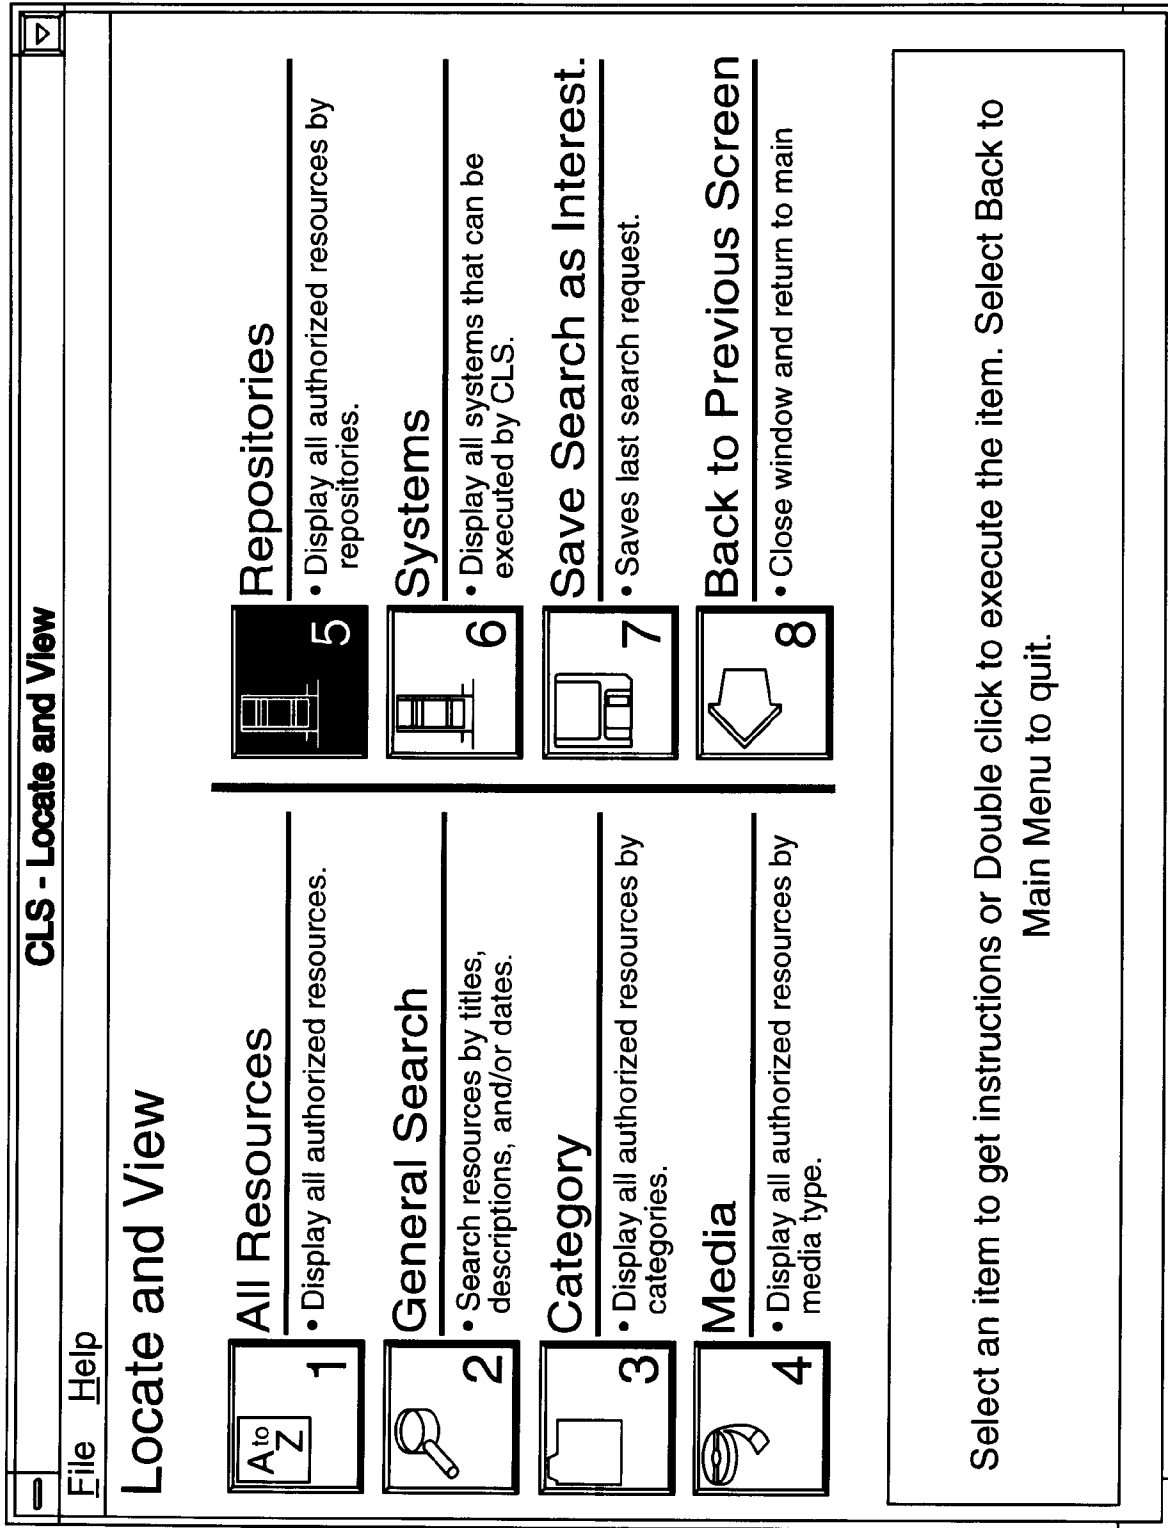 CLS - Locate and View
File Help
Locate and View
A to
Z
1
All Resources
• Display all authorized resources.
2
General Search
• Search resources by titles,
descriptions, and/or dates.
3
Category
• Display all authorized resources by
categories.
4
Media
• Display all authorized resources by
media type.
5
Repositories
• Display all authorized resources by
repositories.
6
Systems
• Display all systems that can be
executed by CLS.
7
Save Search as Interest.
• Saves last search request.
8
Back to Previous Screen
• Close window and return to main
Select an item to get instructions or Double click to execute the item. Select Back to
Main Menu to quit.